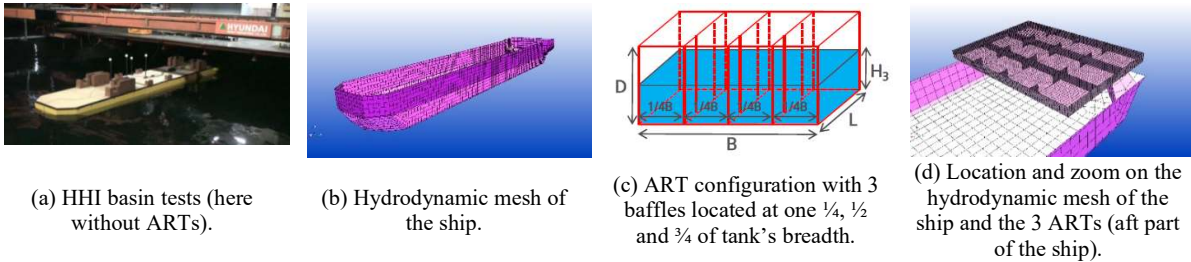 HYUNDAI
D
H3
1/4B
1/4B
1/4B
1/4B
L
B
(a) HHI basin tests (here
without ARTs).
(b) Hydrodynamic mesh of
the ship.
(c) ART configuration with 3
baffles located at one ¼, ½
and ¾ of tank's breadth.
(d) Location and zoom on the
hydrodynamic mesh of the
ship and the 3 ARTs (aft part
of the ship).